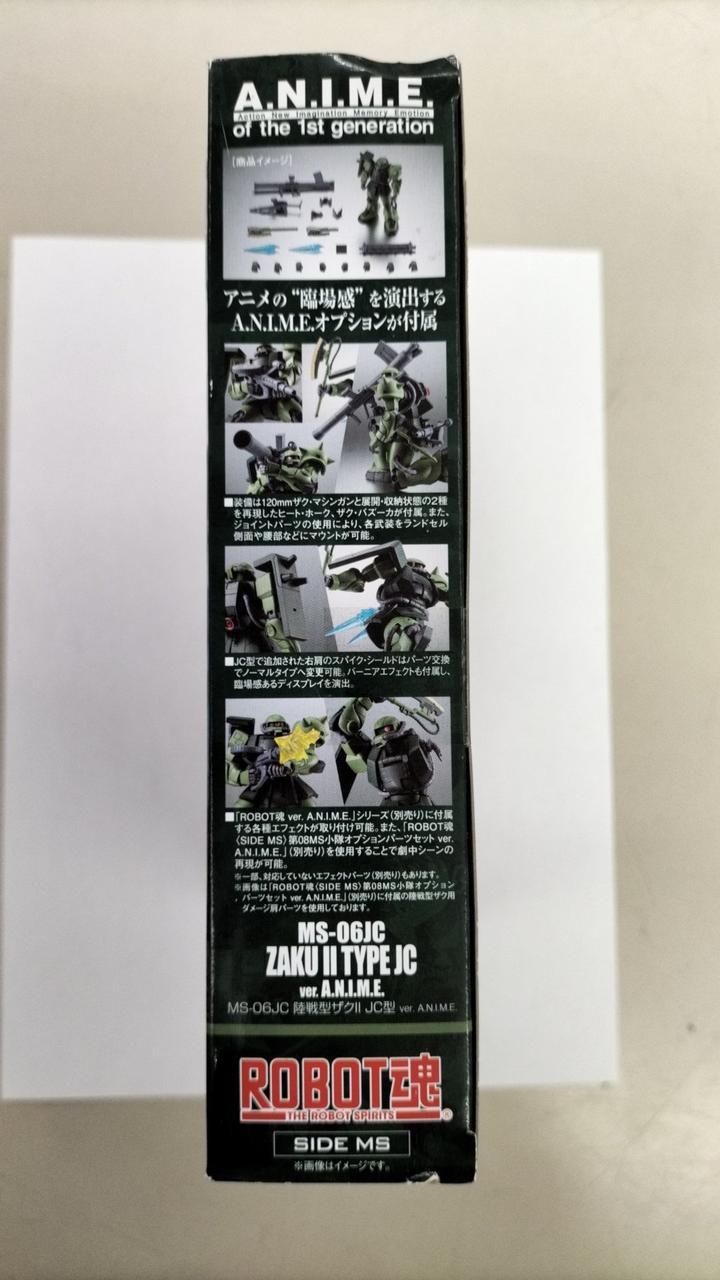 A.N.I.M.E.
Action New Imagination Memory Emotion
of the 1st generation
[商品イメージ]
アニメの“臨場感”を演出する
A.N.I.M.E.オプションが付属
■装備は120mmザク・マシンガンと展開・収納状態の2種
を再現したヒート・ホーク、ザク・バズーカが付属。また、
ジョイントパーツの使用により、各武装をランドセル
側面や腰部などにマウントが可能。
■JC型で追加された右肩のスパイク・シールドはパーツ交換
でノーマルタイプへ変更可能。バーニアエフェクトも付属し、
臨場感あるディスプレイを演出。
■「ROBOT魂 ver. A.N.I.M.E.」シリーズ(別売り)に付属
する各種エフェクトが取り付け可能。また、「ROBOT魂
〈SIDE MS〉第08MS小隊オプションパーツセット ver.
A.N.I.M.E.」(別売り)を使用することで劇中シーンの
再現が可能。
※一部、対応していないエフェクトパーツ(別売り)もあります。
※画像は「ROBOT魂〈SIDE MS〉第08MS小隊オプション
パーツセット ver. A.N.I.M.E.」(別売り)に付属の陸戦型ザク用
ダメージ肩パーツを使用しております。
MS-06JC
ZAKU II TYPE JC
ver. A.N.I.M.E.
MS-06JC 陸戦型ザクII JC型 ver. A.N.I.M.E.
ROBOT魂
THE ROBOT SPIRITS
®
SIDE MS
※画像はイメージです。